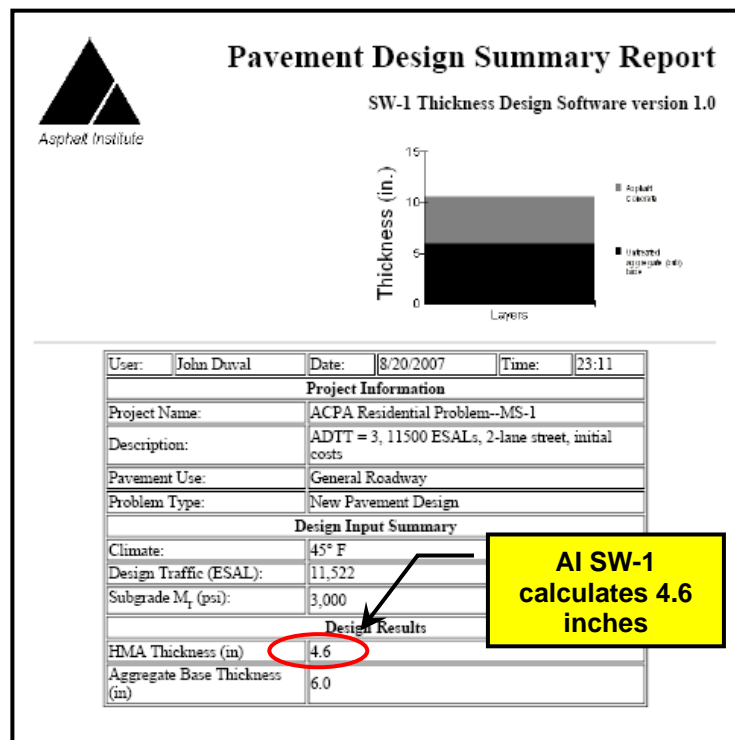 Pavement Design Summary Report
SW-1 Thickness Design Software version 1.0
Asphalt Institute
15
10
5
0
Thickness (in.)
Layers
Asphalt
concrete
Untreated
aggregate
base
User: John Duval Date: 8/20/2007 Time: 23:11
Project Information
Project Name: ACPA Residential Problem--MS-1
Description: ADTT = 3, 11500 ESALs, 2-lane street, initial
costs
Pavement Use: General Roadway
Problem Type: New Pavement Design
Design Input Summary
Climate: 45° F
Design Traffic (ESAL): 11,522
Subgrade Mr (psi): 3,000
Design Results
HMA Thickness (in) 4.6
Aggregate Base Thickness
(in) 6.0
AI SW-1
calculates 4.6
inches